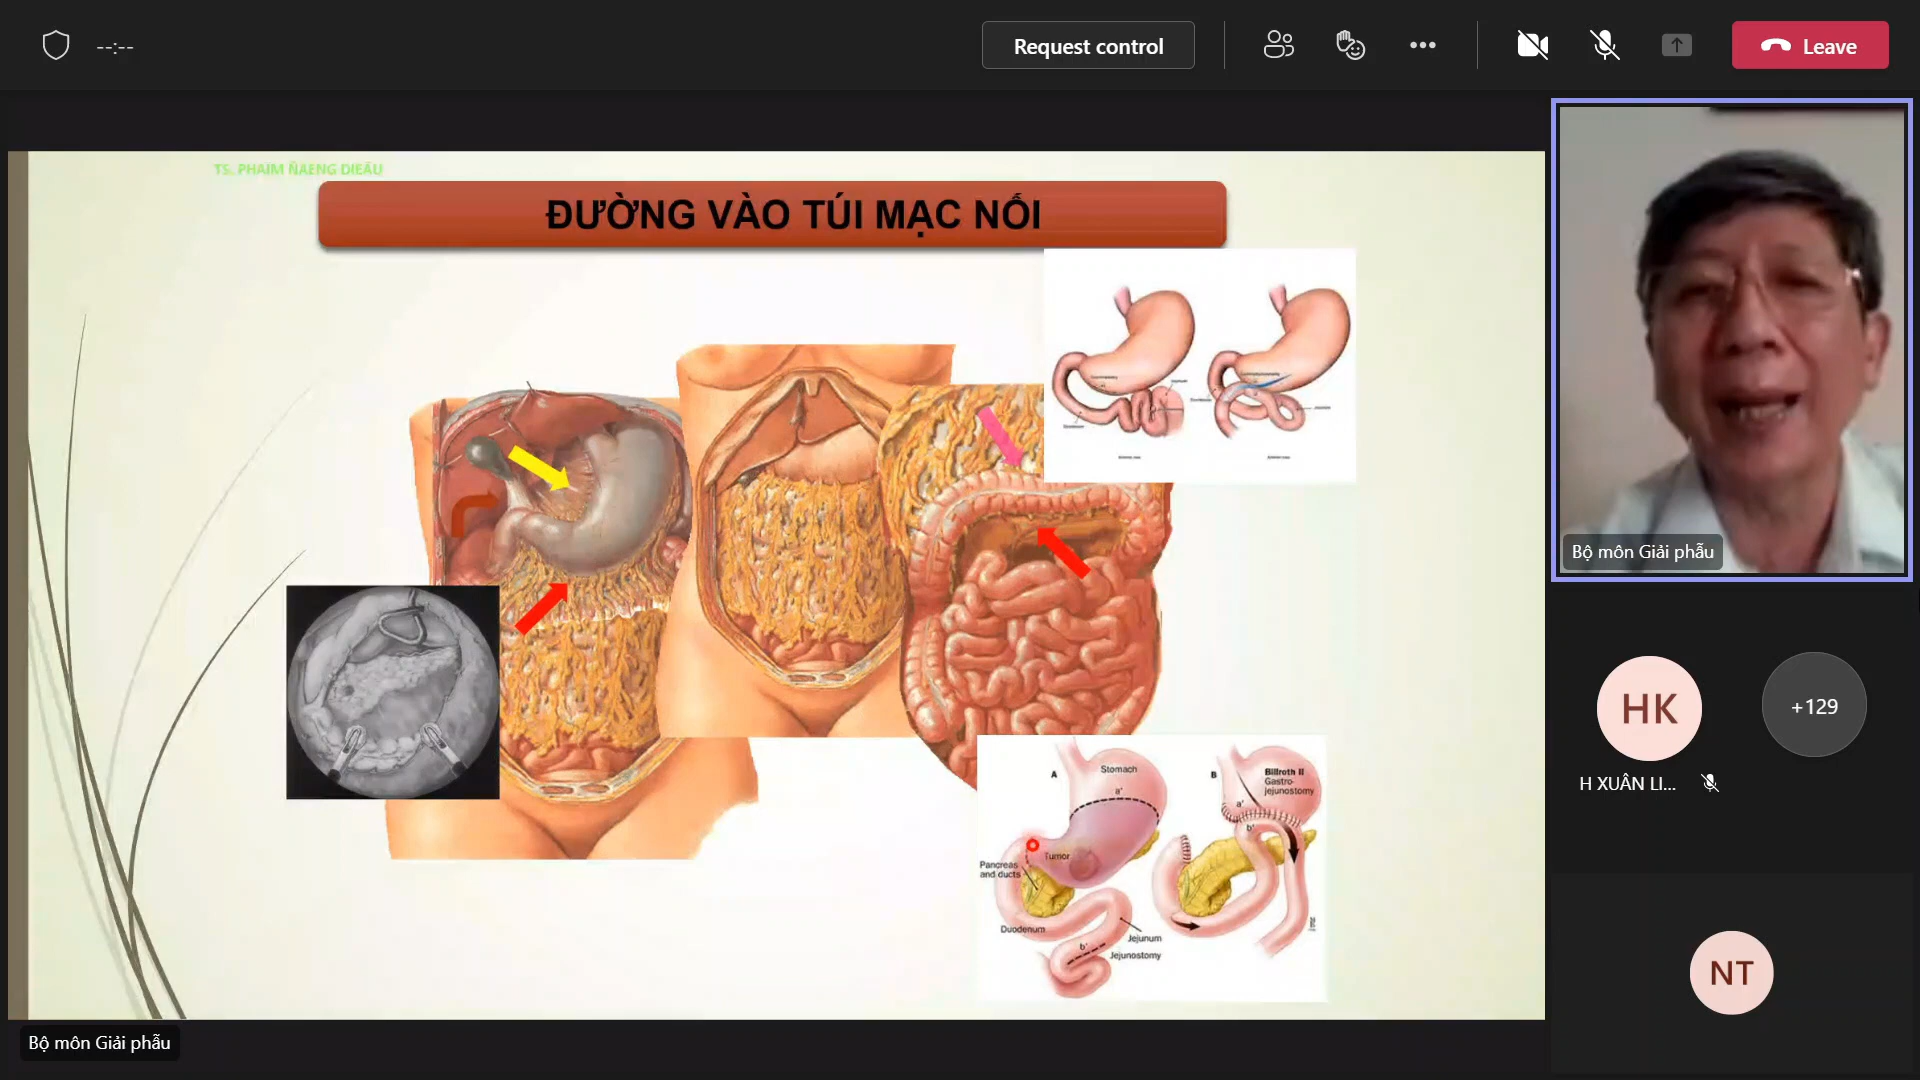 --:--
Request control
Leave
TS. PHAÏM ÑAENG DIEÄU
ĐƯỜNG VÀO TÚI MẠC NỐI
A
Stomach
a'
Tumor
Pancreas
and ducts
Duodenum
b'
Jejunum
Jejunostomy
B
Billroth II
Gastro-
jejunostomy
a'
b'
Bộ môn Giải phẫu
HK
+129
H XUÂN LI...
NT
Bộ môn Giải phẫu